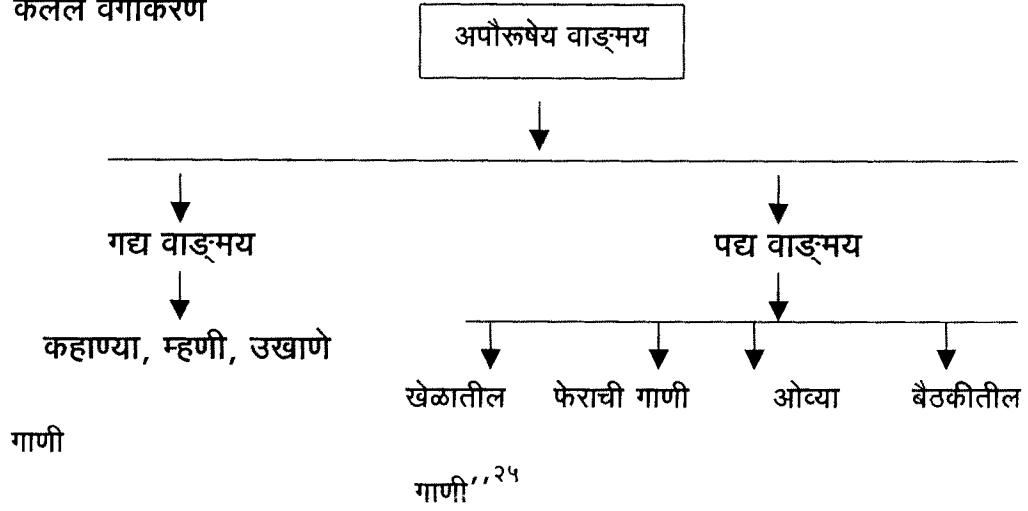 केलेले वर्गीकरण
अपौरूषेय वाङ्मय
गद्य वाङ्मय पद्य वाङ्मय
कहाण्या, म्हणी, उखाणे
खेळातील फेराची गाणी ओव्या बैठकीतील
गाणी
गाणी’’२५